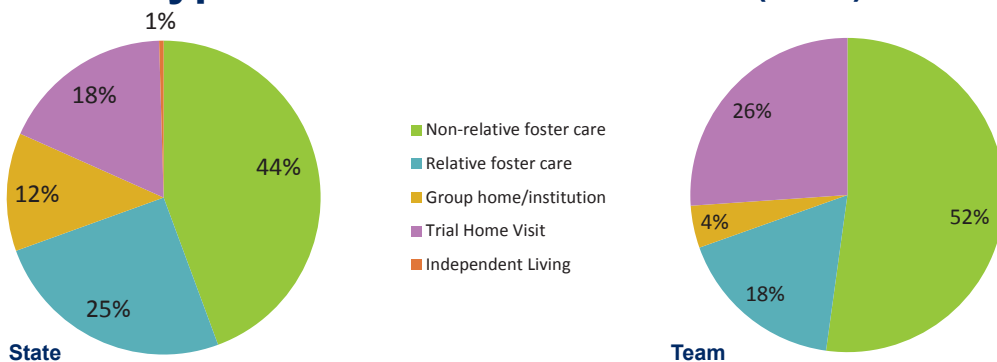 1%
18%
44%
12%
25%
State
Non-relative foster care
Relative foster care
Group home/institution
Trial Home Visit
Independent Living
26%
52%
4%
18%
Team